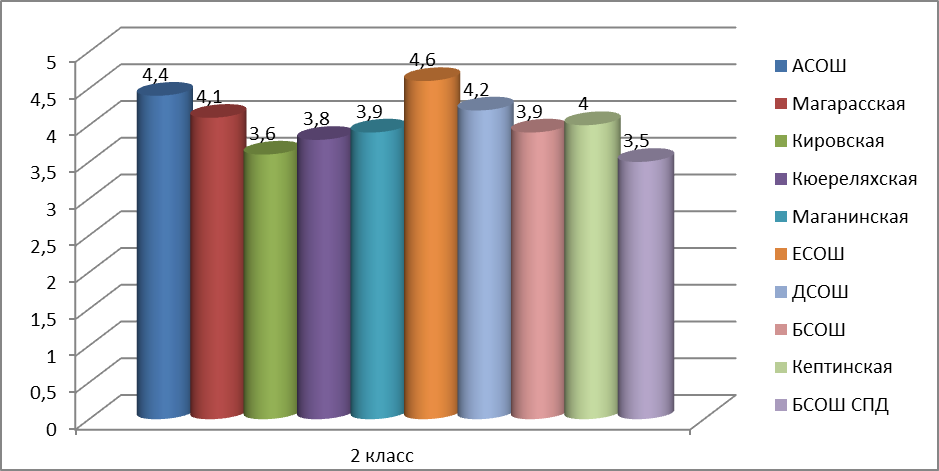 5
4,5
4
3,5
3
2,5
2
1,5
1
0,5
0
4,4
4,1
3,6
3,8
3,9
4,6
4,2
3,9
4
3,5
2 класс
АСОШ
Магарасская
Кировская
Кюереляхская
Маганинская
ЕСОШ
ДСОШ
БСОШ
Кептинская
БСОШ СПД